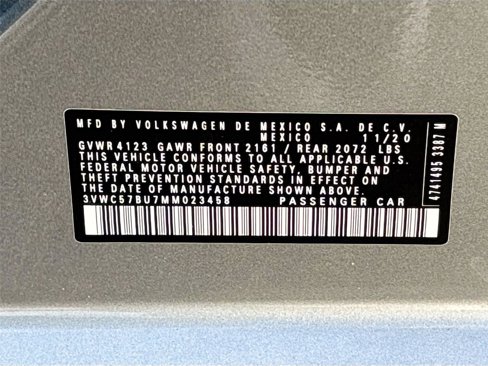 MFD BY VOLKSWAGEN DE MEXICO S.A. DE C.V.
MEXICO 11/20
GVWR 4123 GAWR FRONT 2161 / REAR 2072 LBS
THIS VEHICLE CONFORMS TO ALL APPLICABLE U.S.
FEDERAL MOTOR VEHICLE SAFETY, BUMPER AND
THEFT PREVENTION STANDARDS IN EFFECT ON
THE DATE OF MANUFACTURE SHOWN ABOVE.
3VWC57BU7MM023458 PASSENGER CAR
4741495 3387 M